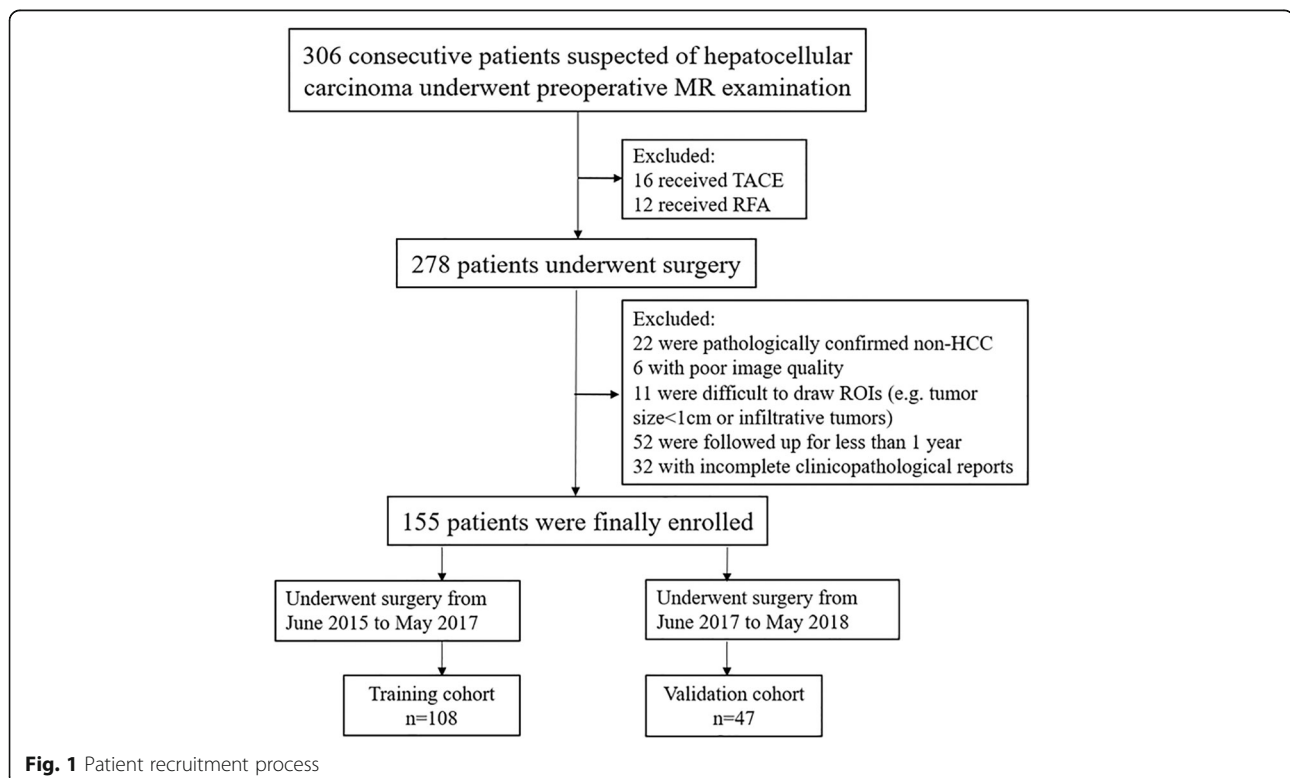 306 consecutive patients suspected of hepatocellular
carcinoma underwent preoperative MR examination
Excluded:
16 received TACE
12 received RFA
278 patients underwent surgery
Excluded:
22 were pathologically confirmed non-HCC
6 with poor image quality
11 were difficult to draw ROIs (e.g. tumor
size<1cm or infiltrative tumors)
52 were followed up for less than 1 year
32 with incomplete clinicopathological reports
155 patients were finally enrolled
Underwent surgery from
June 2015 to May 2017
Underwent surgery from
June 2017 to May 2018
Training cohort
n=108
Validation cohort
n=47
Fig. 1 Patient recruitment process